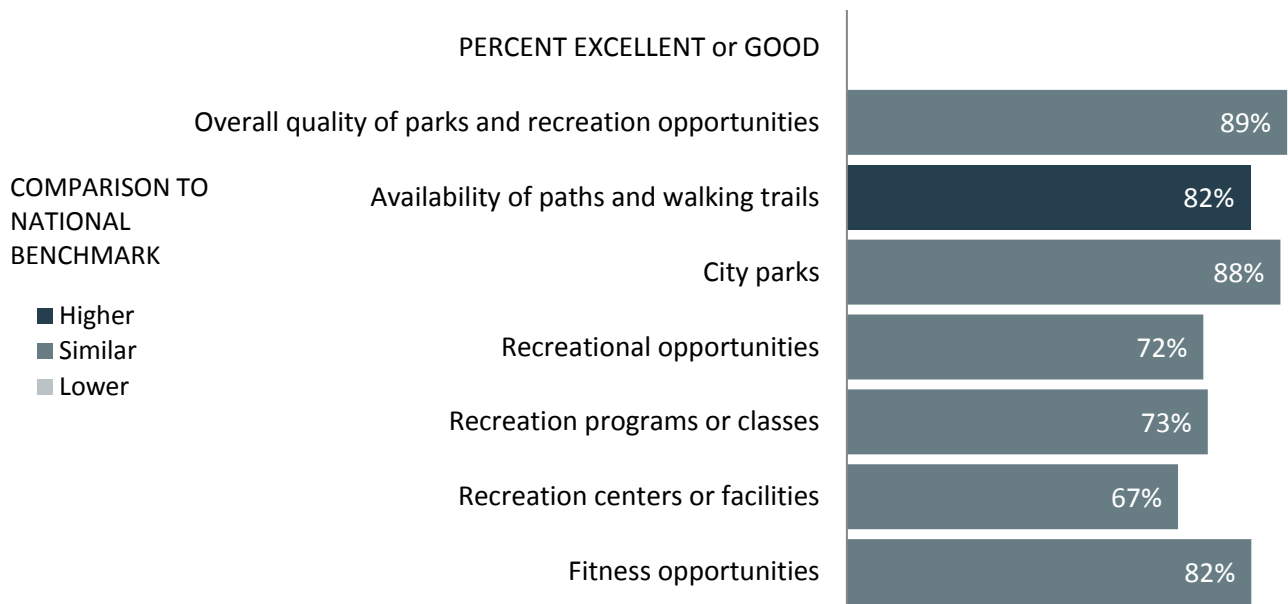 PERCENT EXCELLENT or GOOD
Overall quality of parks and recreation opportunities 89%
COMPARISON TO
NATIONAL
BENCHMARK
Higher
Similar
Lower
Availability of paths and walking trails 82%
City parks 88%
Recreational opportunities 72%
Recreation programs or classes 73%
Recreation centers or facilities 67%
Fitness opportunities 82%